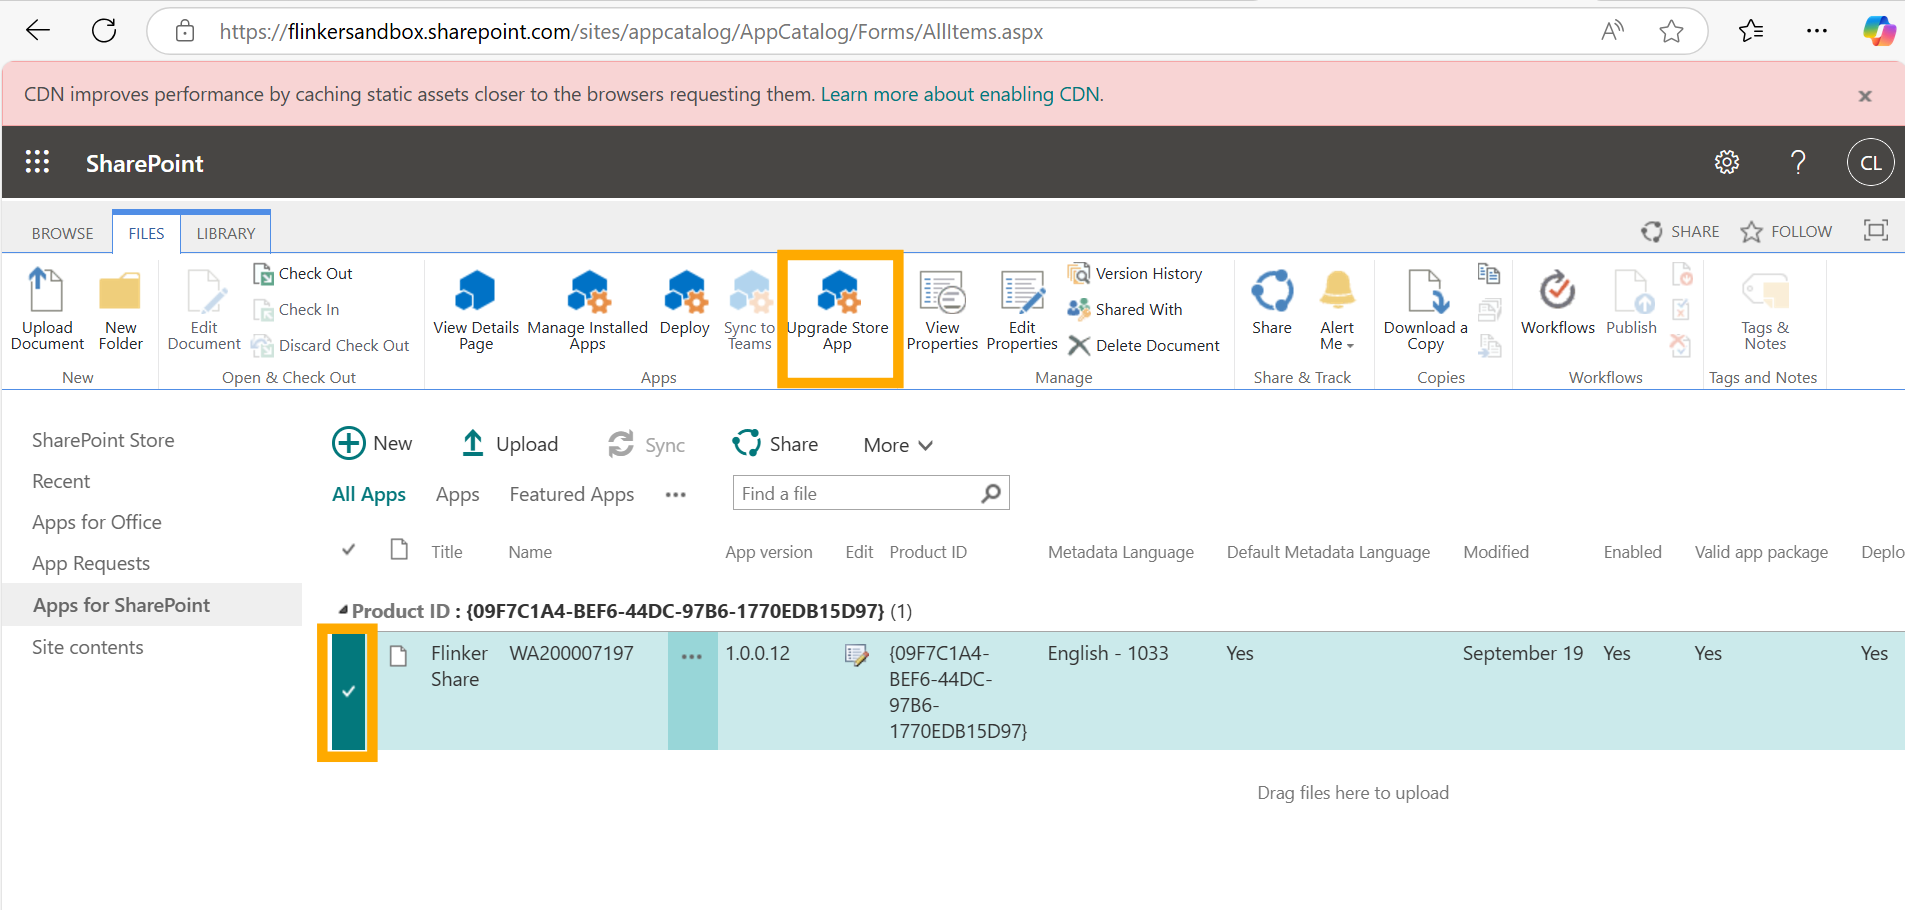 https://flinkersandbox.sharepoint.com/sites/appcatalog/AppCatalog/Forms/AllItems.aspx
CDN improves performance by caching static assets closer to the browsers requesting them. Learn more about enabling CDN.
SharePoint
CL
BROWSE FILES LIBRARY
SHARE FOLLOW
Upload Document
New Folder
New
Edit Document
Check Out
Check In
Discard Check Out
Open & Check Out
View Details Page
Manage Installed Apps
Deploy
Sync to Teams
Upgrade Store App
Apps
View Properties
Edit Properties
Version History
Shared With
Delete Document
Manage
Share
Alert Me
Share & Track
Download a Copy
Copies
Workflows
Publish
Workflows
Tags & Notes
Tags and Notes
SharePoint Store
Recent
Apps for Office
App Requests
Apps for SharePoint
Site contents
New Upload Sync Share More
All Apps Apps Featured Apps ... Find a file
Title Name App version Edit Product ID Metadata Language Default Metadata Language Modified Enabled Valid app package Deplo
Product ID : {09F7C1A4-BEF6-44DC-97B6-1770EDB15D97} (1)
Flinker Share WA200007197 ... 1.0.0.12 {09F7C1A4-BEF6-44DC-97B6-1770EDB15D97} English - 1033 Yes September 19 Yes Yes Yes
Drag files here to upload